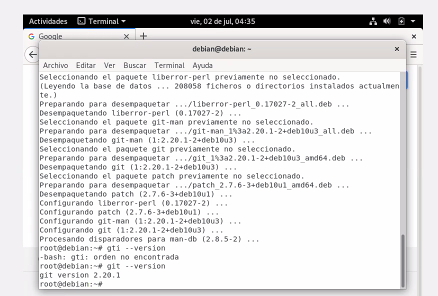 Actividades Terminal vie, 02 de jul, 04:35
Google
debian@debian: ~
Archivo Editar Ver Buscar Terminal Ayuda
Seleccionando el paquete liberror-perl previamente no seleccionado.
(Leyendo la base de datos ... 208058 ficheros o directorios instalados actualmen
te.)
Preparando para desempaquetar .../liberror-perl_0.17027-2_all.deb ...
Desempaquetando liberror-perl (0.17027-2) ...
Seleccionando el paquete git-man previamente no seleccionado.
Preparando para desempaquetar .../git-man_1%3a2.20.1-2+deb10u3_all.deb ...
Desempaquetando git-man (1:2.20.1-2+deb10u3) ...
Seleccionando el paquete git previamente no seleccionado.
Preparando para desempaquetar .../git_1%3a2.20.1-2+deb10u3_amd64.deb ...
Desempaquetando git (1:2.20.1-2+deb10u3) ...
Seleccionando el paquete patch previamente no seleccionado.
Preparando para desempaquetar .../patch_2.7.6-3+deb10u1_amd64.deb ...
Desempaquetando patch (2.7.6-3+deb10u1) ...
Configurando liberror-perl (0.17027-2) ...
Configurando patch (2.7.6-3+deb10u1) ...
Configurando git-man (1:2.20.1-2+deb10u3) ...
Configurando git (1:2.20.1-2+deb10u3) ...
Procesando disparadores para man-db (2.8.5-2) ...
root@debian:~# gti --version
-bash: gti: orden no encontrada
root@debian:~# git --version
git version 2.20.1
root@debian:~#